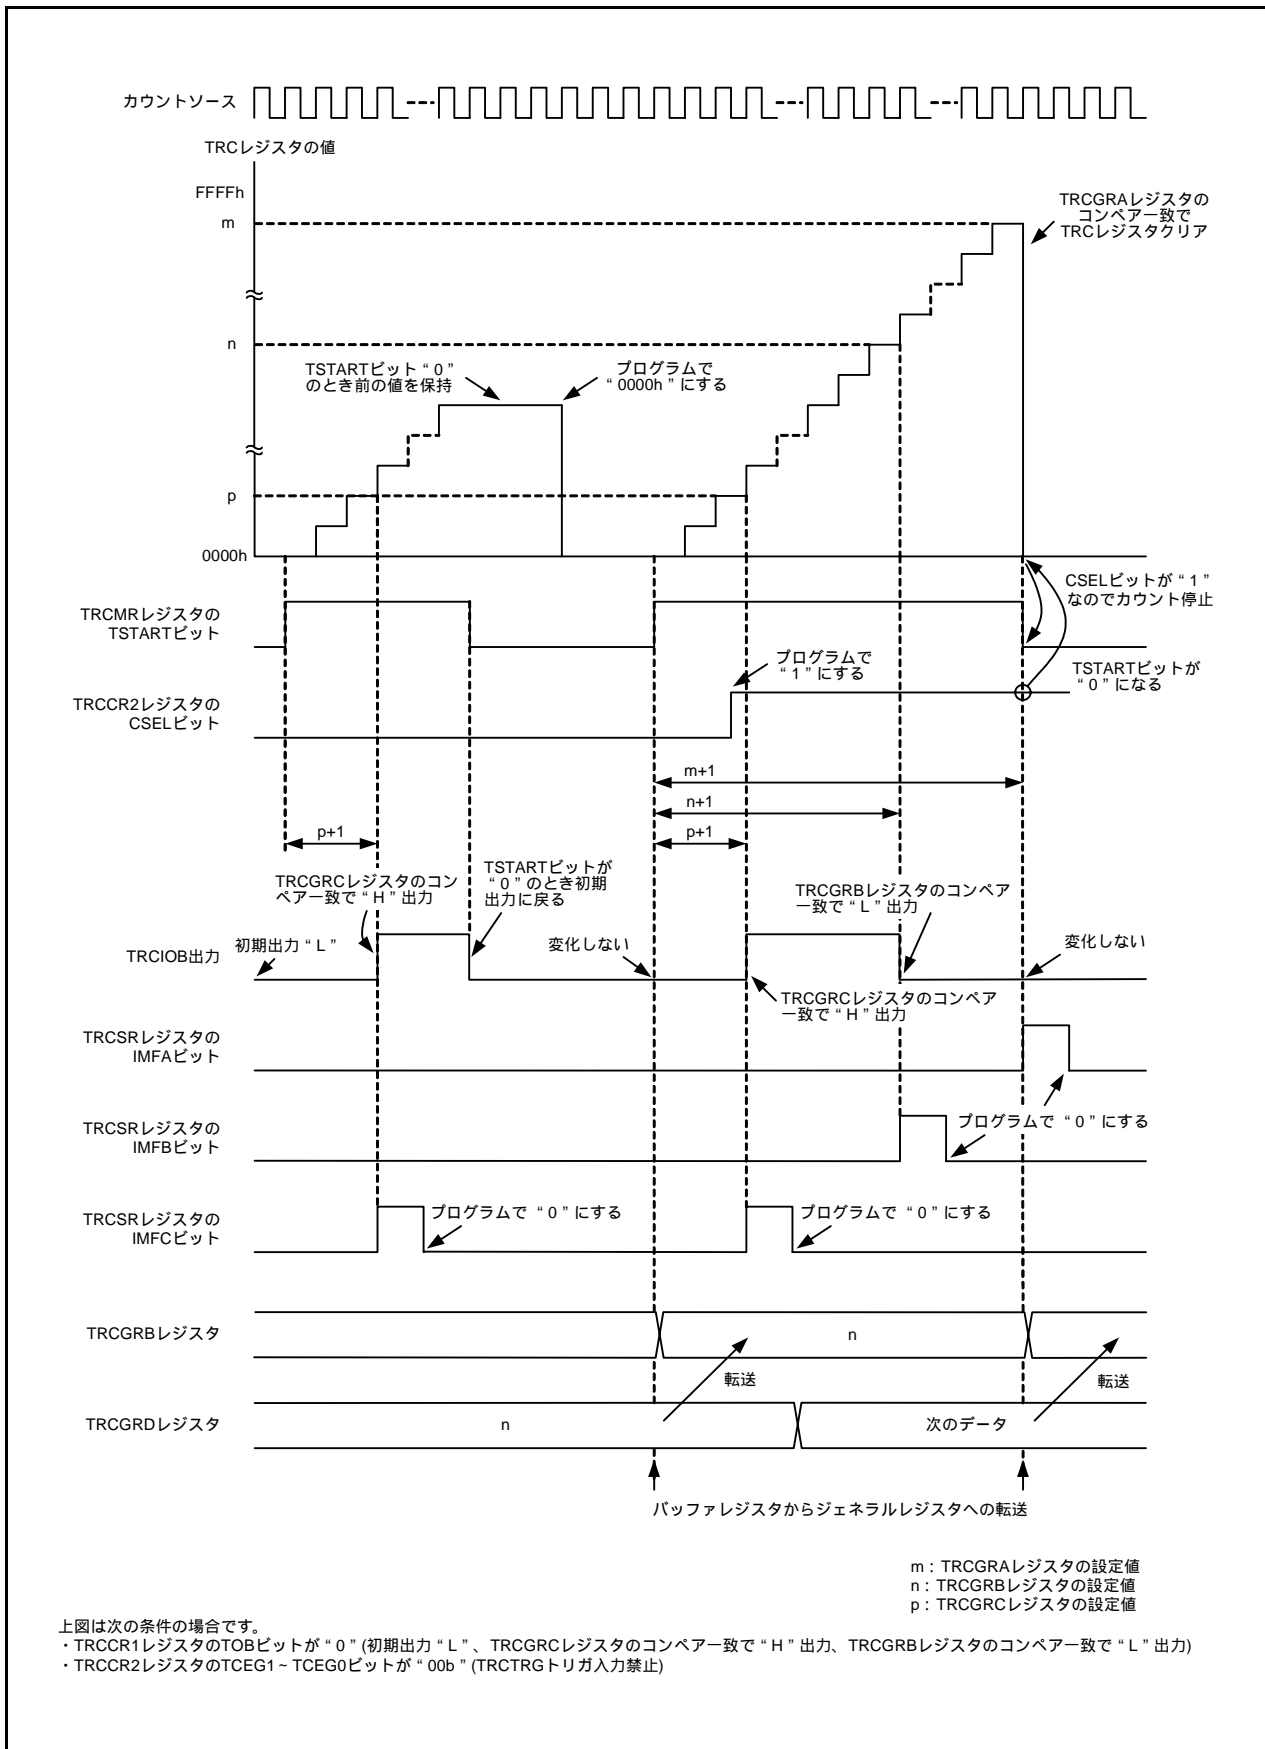 カウントソース
TRCレジスタの値
FFFFh
m
TRCGRAレジスタの
コンペア一致で
TRCレジスタクリア
n
TSTARTビット“0”
のとき前の値を保持
プログラムで
“0000h”にする
p
0000h
CSELビットが“1”
なのでカウント停止
TRCMRレジスタの
TSTARTビット
プログラムで
“1”にする
TSTARTビットが
“0”になる
TRCCR2レジスタの
CSELビット
m+1
n+1
p+1
p+1
TRCGRCレジスタのコン
ペア一致で“H”出力
TSTARTビットが
“0”のとき初期
出力に戻る
TRCGRBレジスタのコンペア
一致で“L”出力
TRCIOB出力
初期出力“L”
変化しない
変化しない
TRCGRCレジスタのコンペア
一致で“H”出力
TRCSRレジスタの
IMFAビット
プログラムで“0”にする
TRCSRレジスタの
IMFBビット
TRCSRレジスタの
IMFCビット
プログラムで“0”にする
プログラムで“0”にする
TRCGRBレジスタ
n
転送
転送
TRCGRDレジスタ
n
次のデータ
バッファレジスタからジェネラルレジスタへの転送
m：TRCGRAレジスタの設定値
n：TRCGRBレジスタの設定値
p：TRCGRCレジスタの設定値
上図は次の条件の場合です。
・TRCCR1レジスタのTOBビットが“0”(初期出力“L”、TRCGRCレジスタのコンペア一致で“H”出力、TRCGRBレジスタのコンペア一致で“L”出力)
・TRCCR2レジスタのTCEG1～TCEG0ビットが“00b”(TRCTRGトリガ入力禁止)